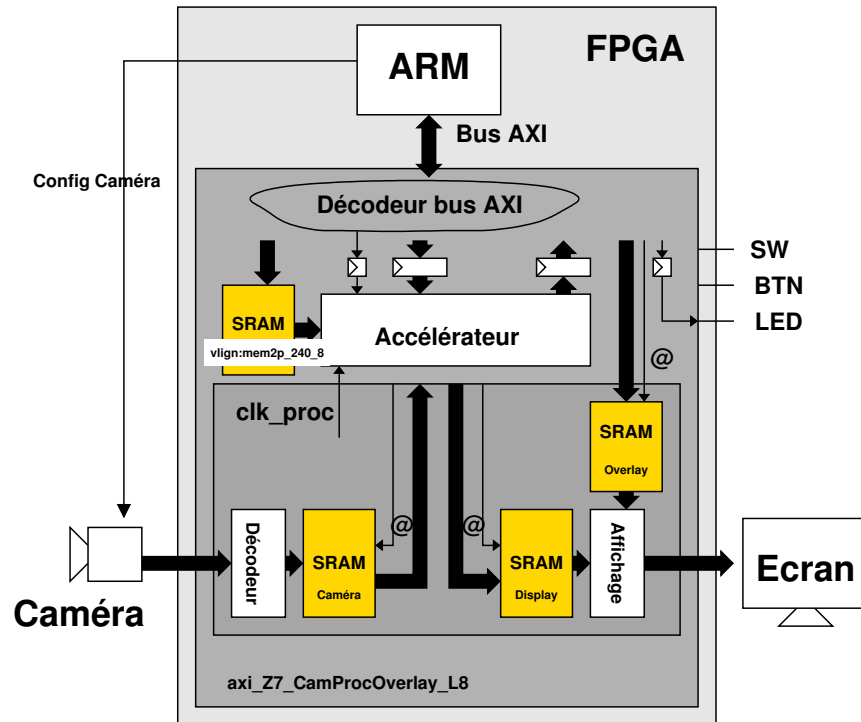 FPGA
ARM
Bus AXI
Config Caméra
Décodeur bus AXI
SW
BTN
LED
SRAM
vlign:mem2p_240_8
Accélérateur
@
clk_proc
SRAM
Overlay
@
@
Décodeur
SRAM
Caméra
SRAM
Display
Affichage
Ecran
Caméra
axi_Z7_CamProcOverlay_L8